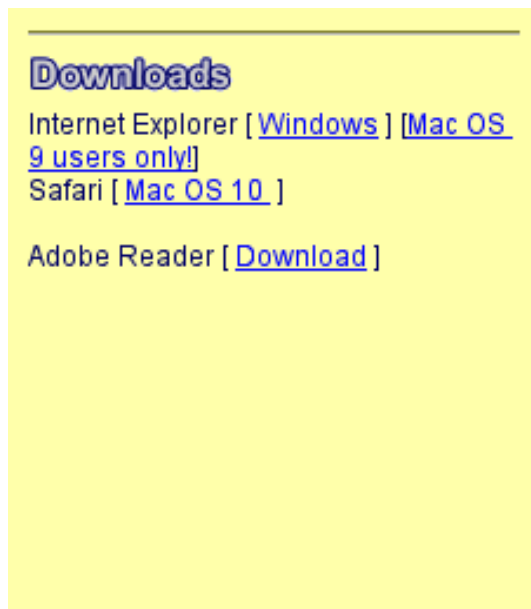 Downloads
Internet Explorer [ Windows ] [Mac OS
9 users only!]
Safari [ Mac OS 10 ]
Adobe Reader [ Download ]